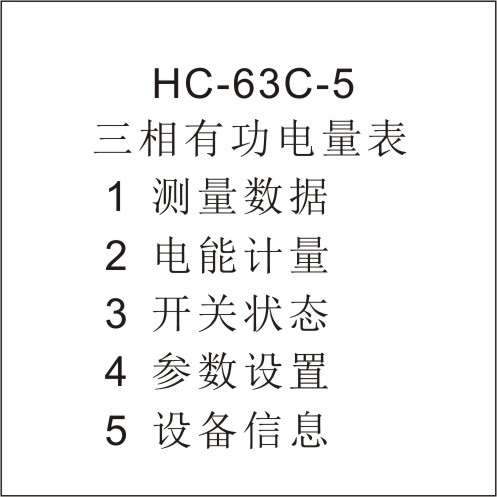 HC-63C-5
三相有功电量表
1 测量数据
2 电能计量
3 开关状态
4 参数设置
5 设备信息